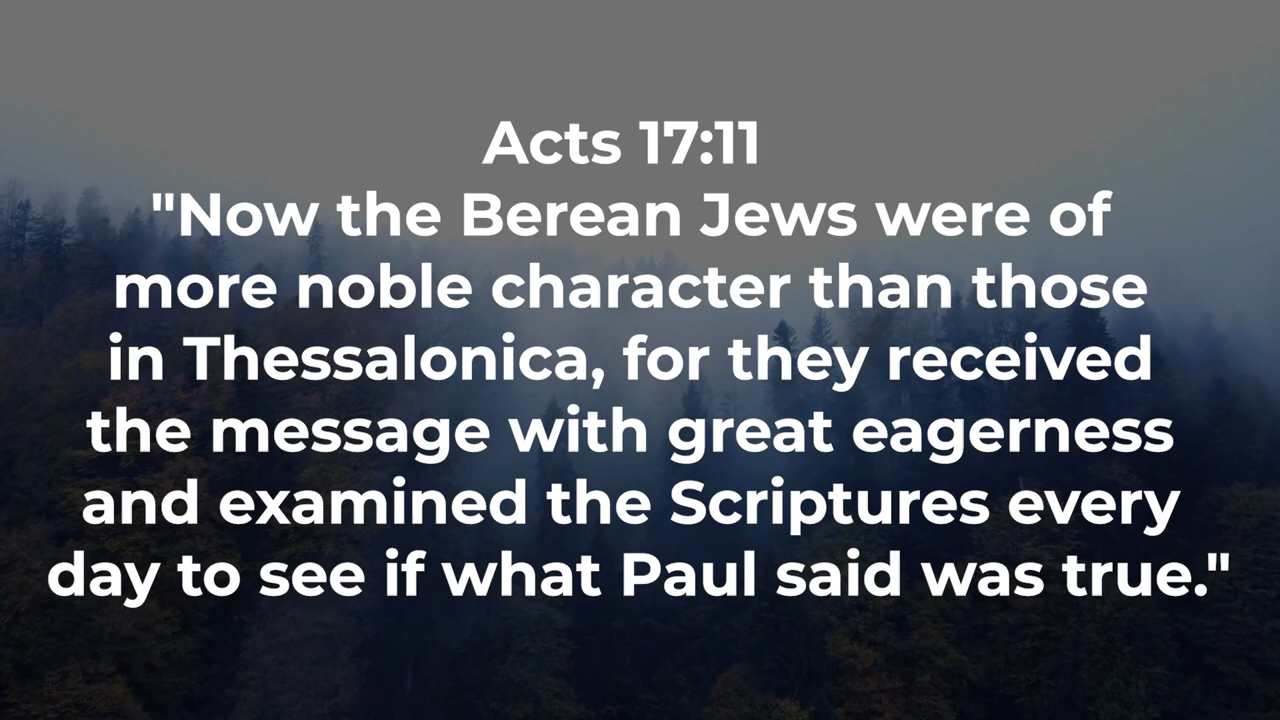 Acts 17:11
"Now the Berean Jews were of
more noble character than those
in Thessalonica, for they received
the message with great eagerness
and examined the Scriptures every
day to see if what Paul said was true."